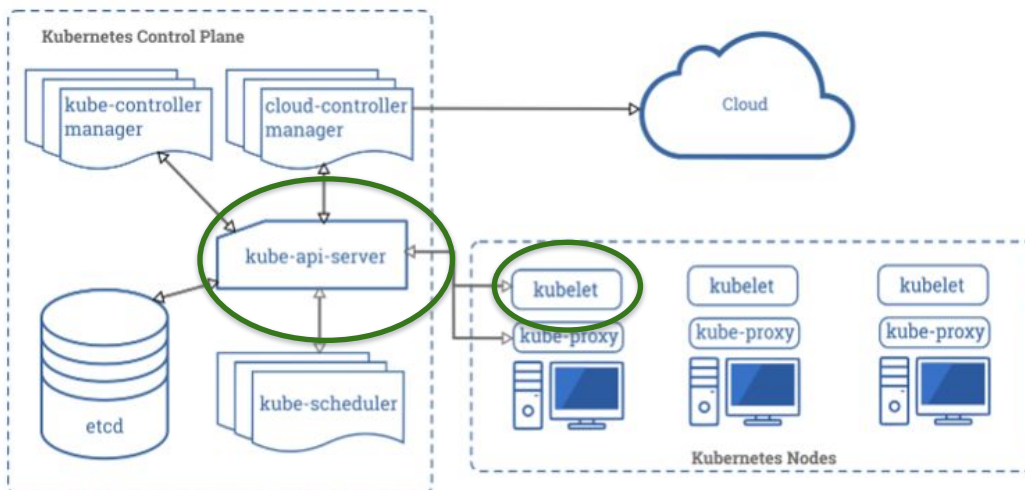 Kubernetes Control Plane
kube-controller
manager
cloud-controller
manager
Cloud
kube-api-server
kubelet
kubelet
kubelet
kube-proxy
kube-proxy
kube-proxy
etcd
kube-scheduler
Kubernetes Nodes